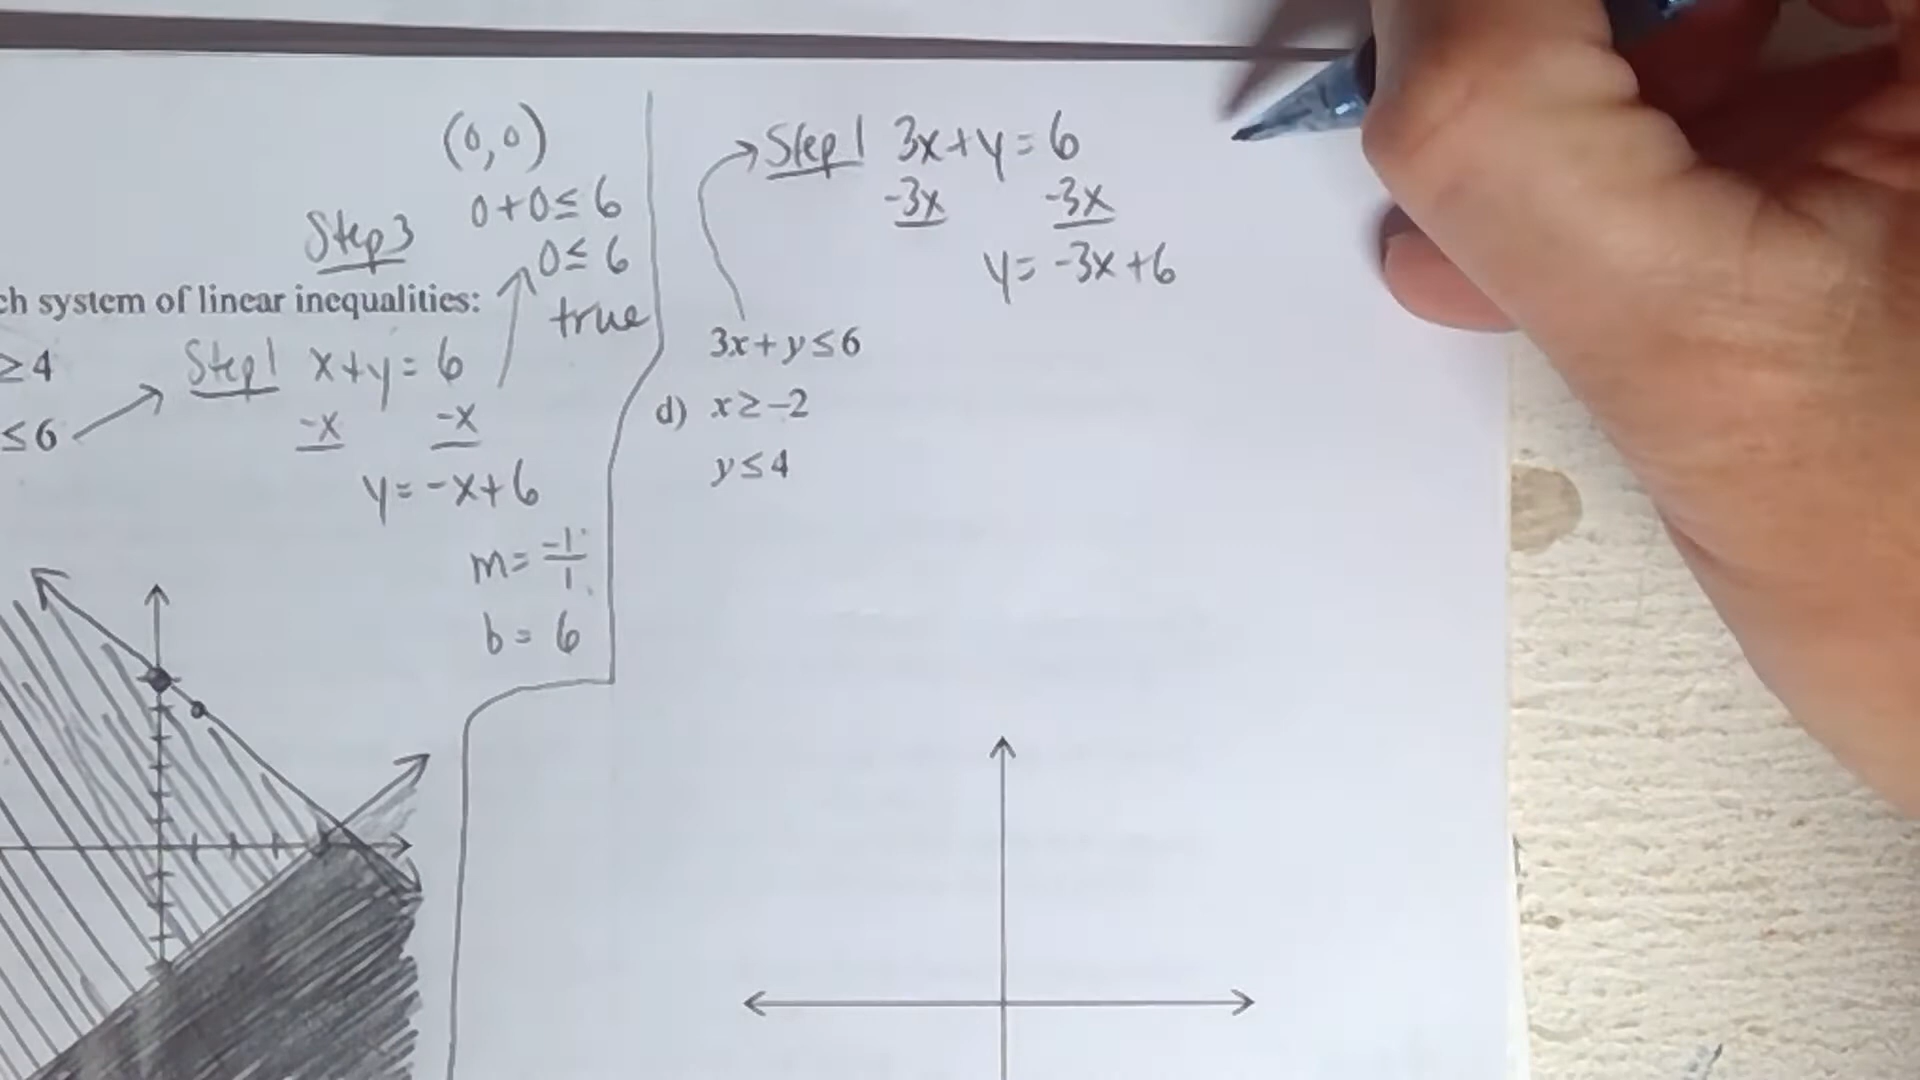 (0,0)
0+0≤6
Step 3
0≤6
true
ch system of linear inequalities:
≥4
≤6
Step 1 x+y=6
-x -x
y=-x+6
m=-1/1
b=6
Step 1 3x+y=6
-3x -3x
y=-3x+6
3x+y≤6
d) x≥-2
y≤4